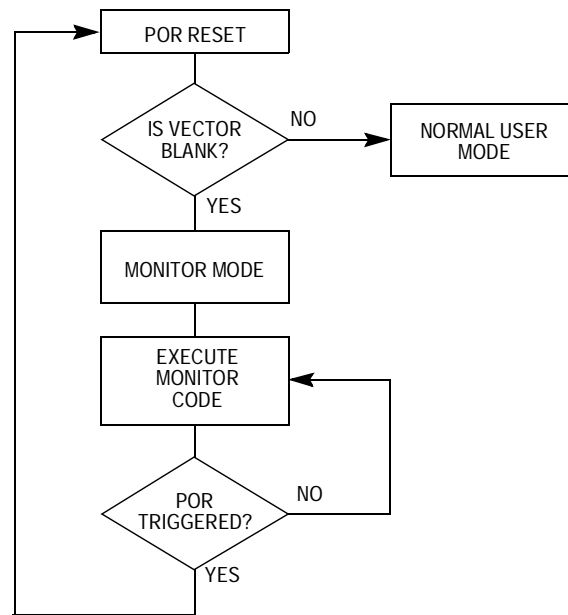 POR RESET
IS VECTOR
BLANK?
NO
NORMAL USER
MODE
YES
MONITOR MODE
EXECUTE
MONITOR
CODE
POR
TRIGGERED?
NO
YES